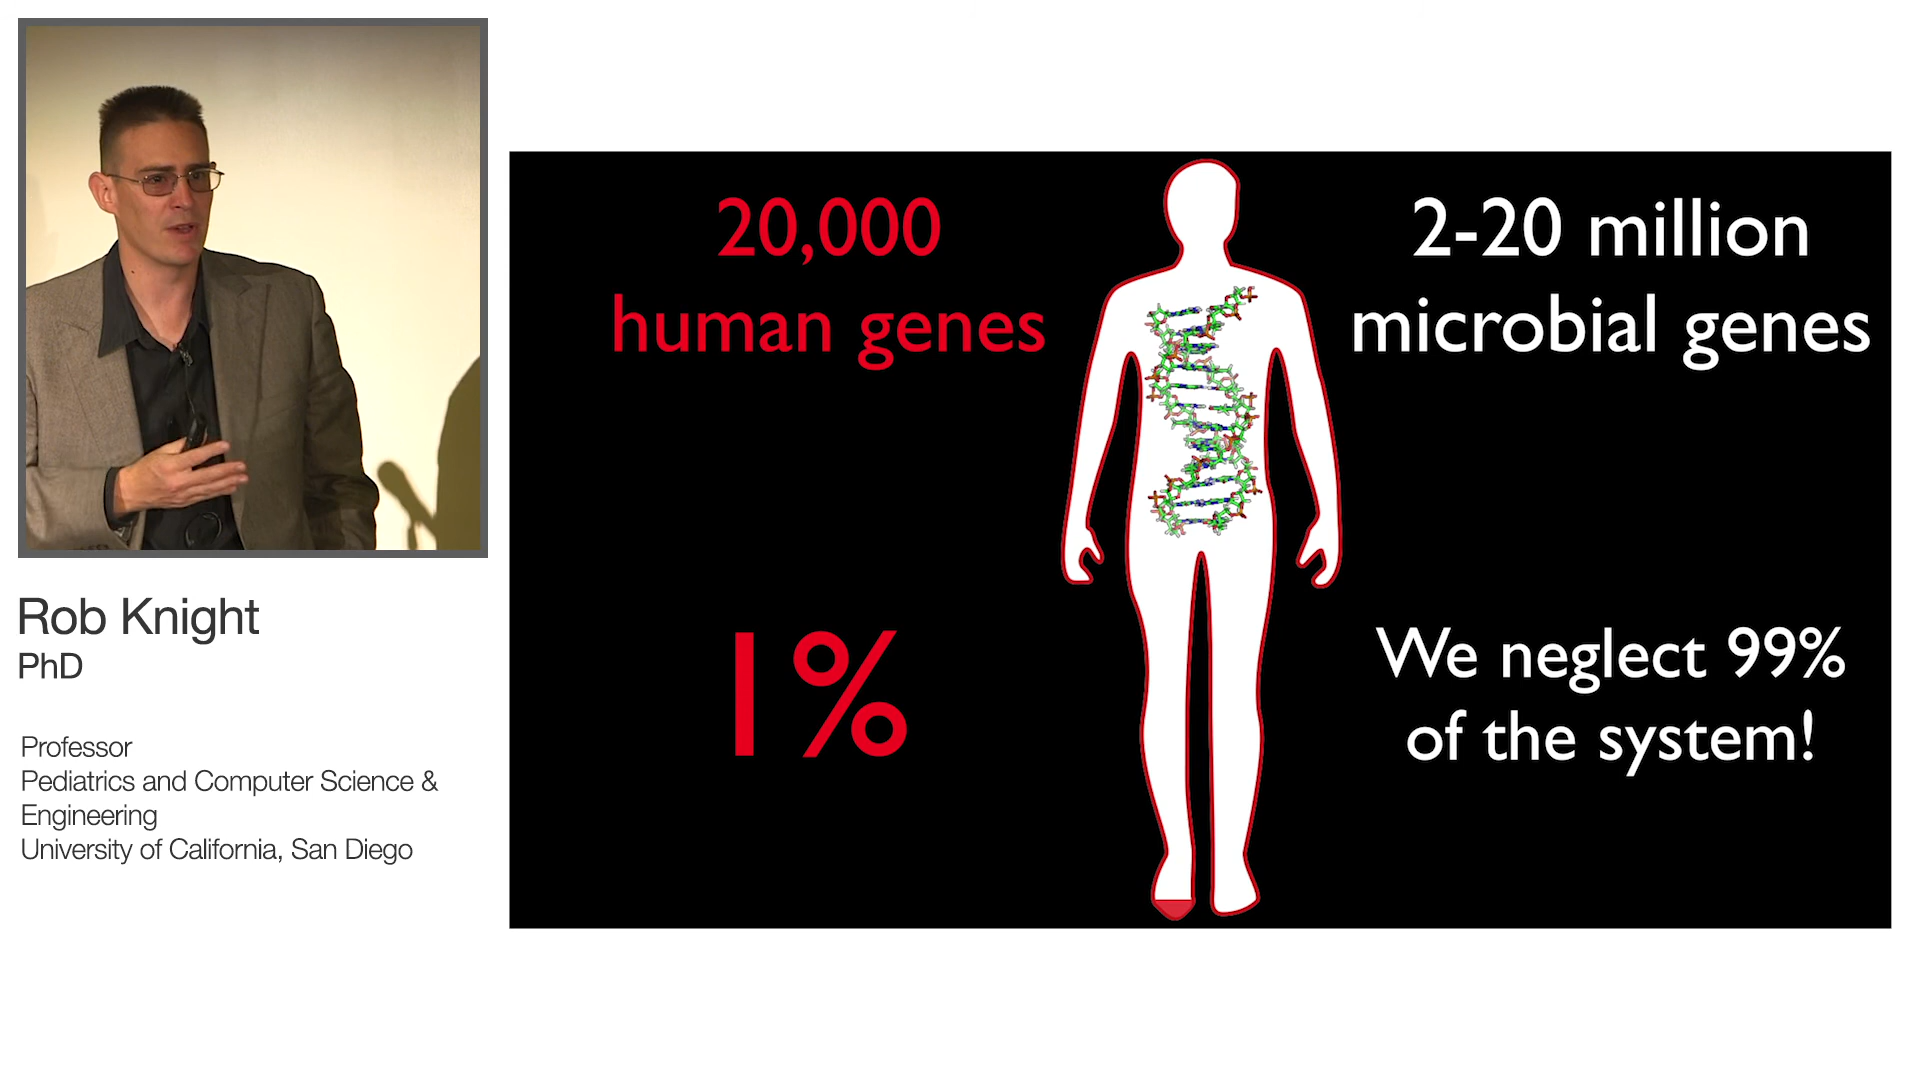 Rob Knight
PhD
Professor
Pediatrics and Computer Science &
Engineering
University of California, San Diego
20,000
human genes
2-20 million
microbial genes
1%
We neglect 99%
of the system!